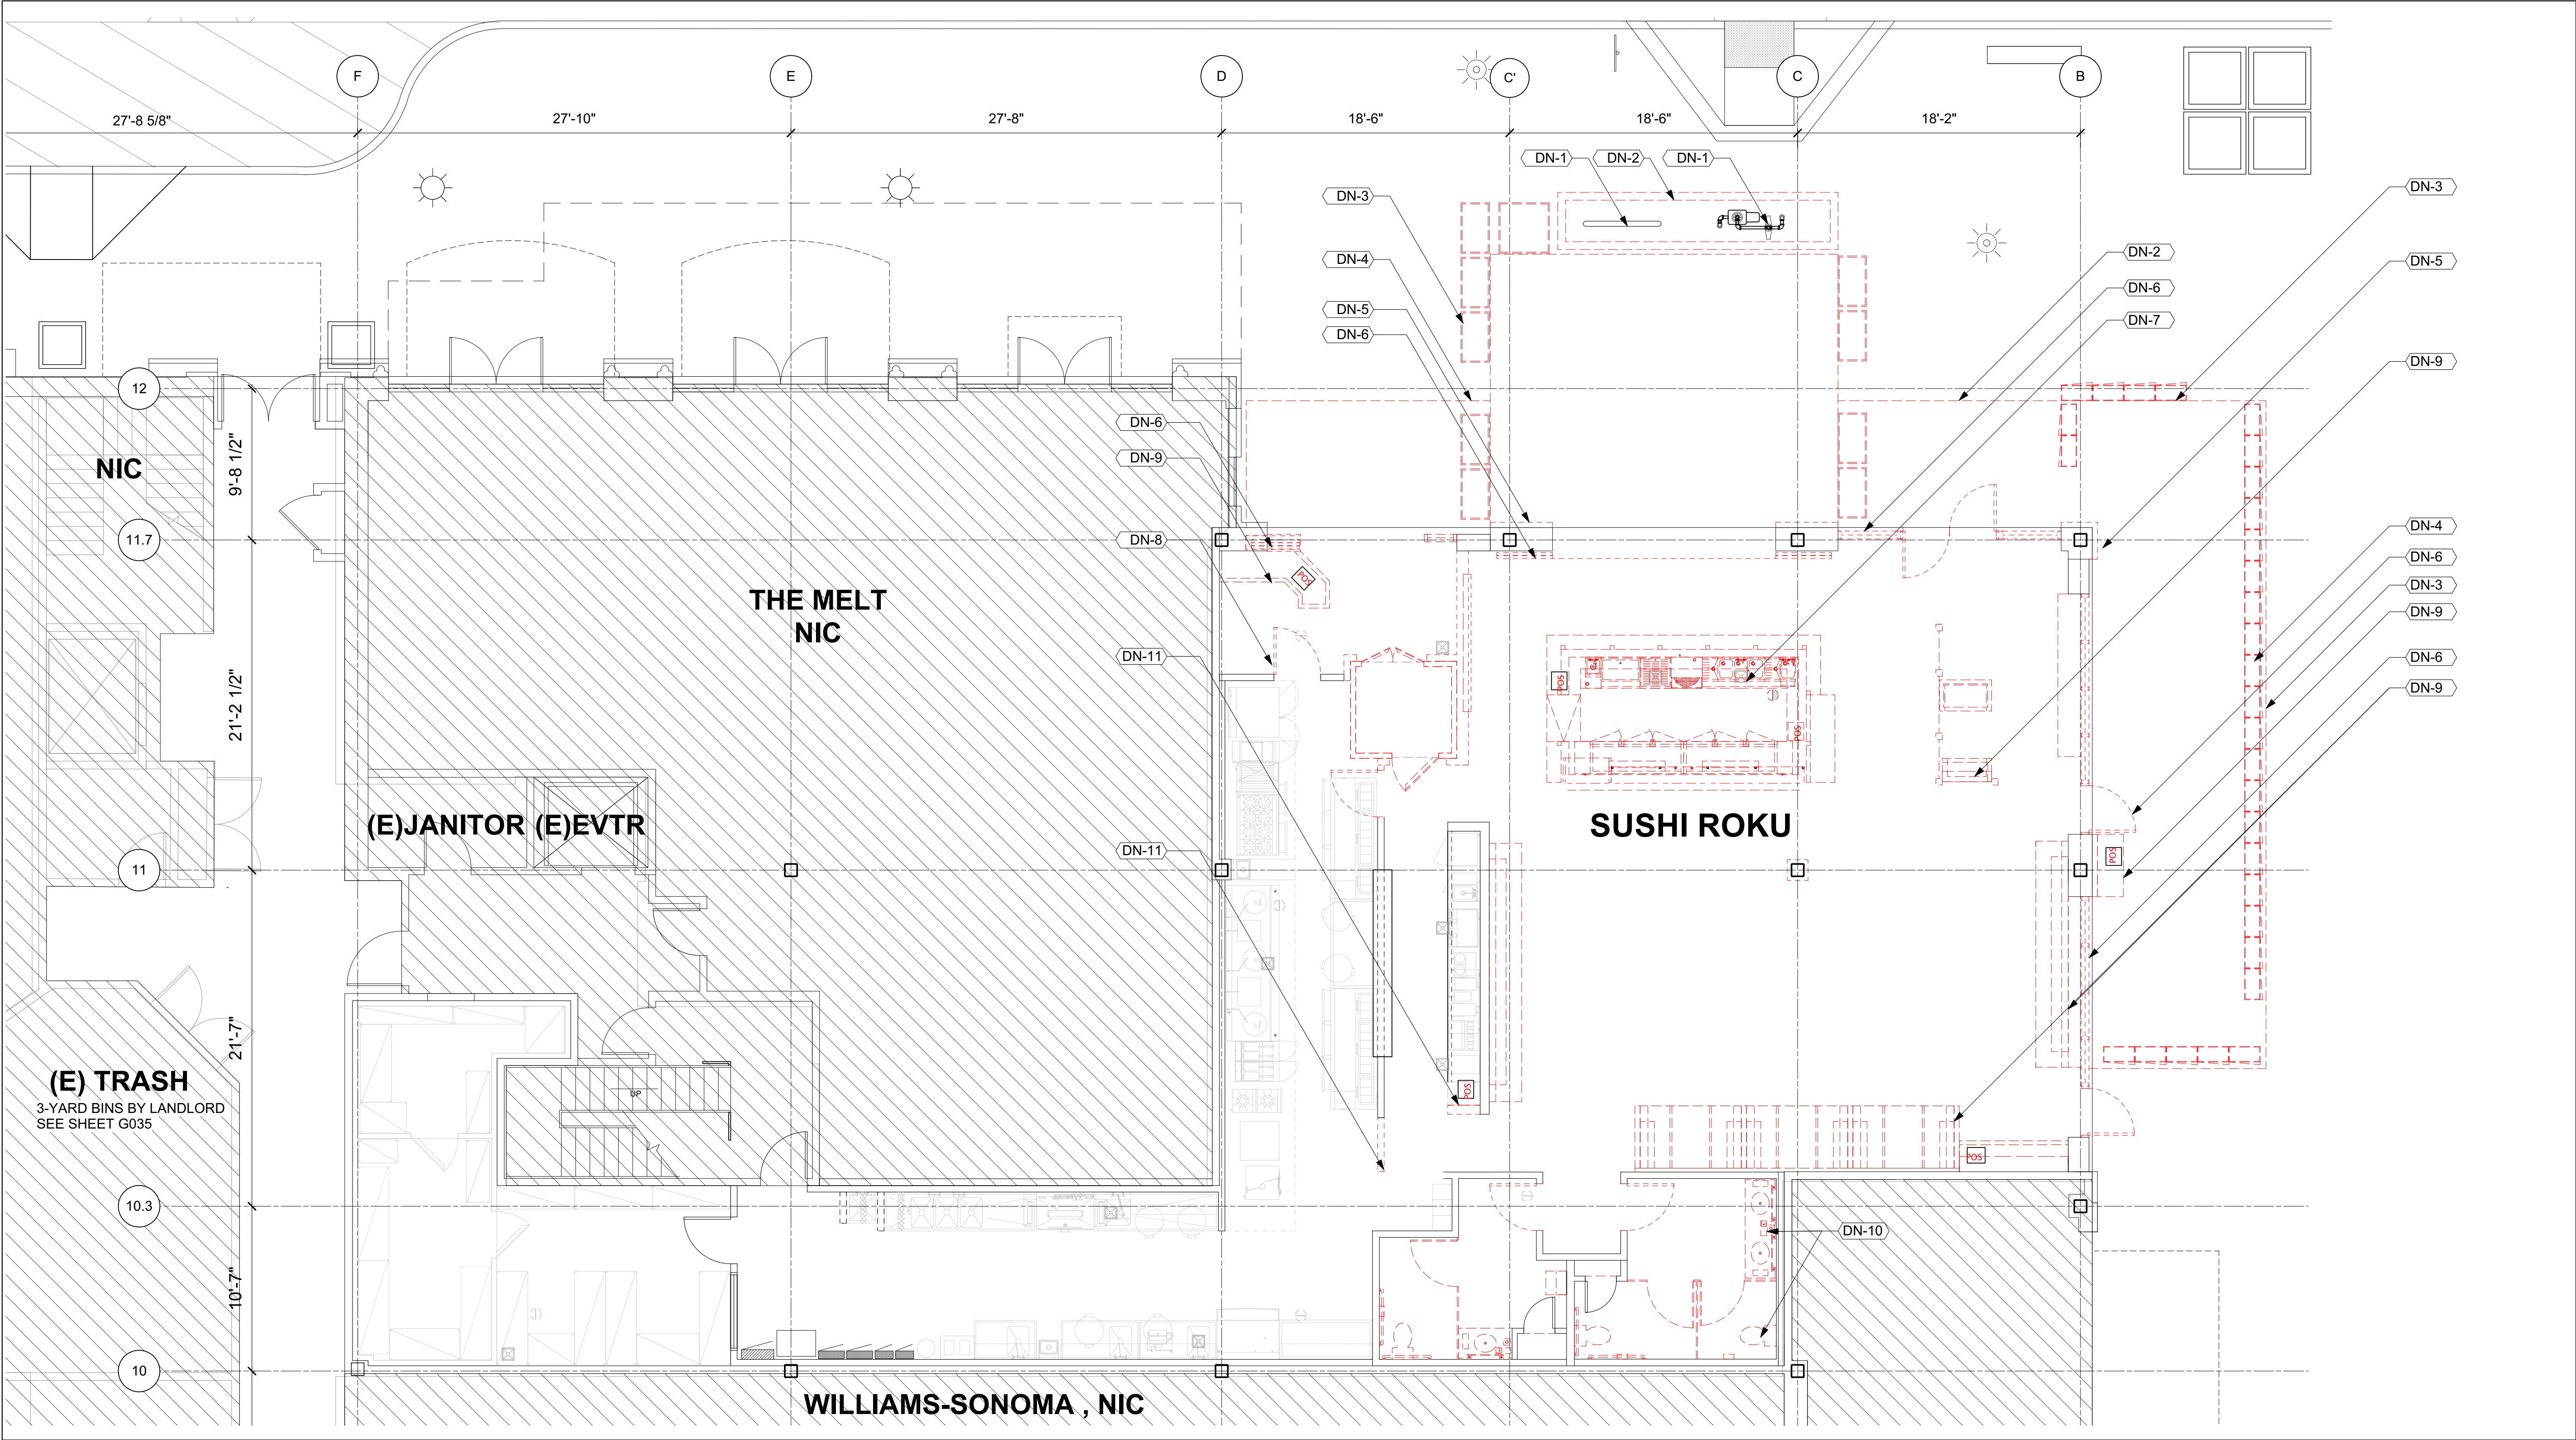 F
E
D
C'
C
B
27'-8 5/8"
27'-10"
27'-8"
18'-6"
18'-6"
18'-2"
DN-1
DN-2
DN-1
DN-3
DN-3
DN-4
DN-2
DN-5
DN-6
DN-5
DN-7
DN-6
DN-9
12
DN-6
9'-8 1/2"
DN-9
NIC
DN-4
11.7
DN-8
DN-6
POS
DN-3
THE MELT
NIC
DN-9
DN-11
DN-6
POS
DN-9
21'-2 1/2"
POS
(E)JANITOR
(E)EVTR
SUSHI ROKU
DN-11
POS
11
21'-7"
(E) TRASH
3-YARD BINS BY LANDLORD
SEE SHEET G035
UP
POS
POS
10.3
DN-10
10'-7"
10
WILLIAMS-SONOMA , NIC